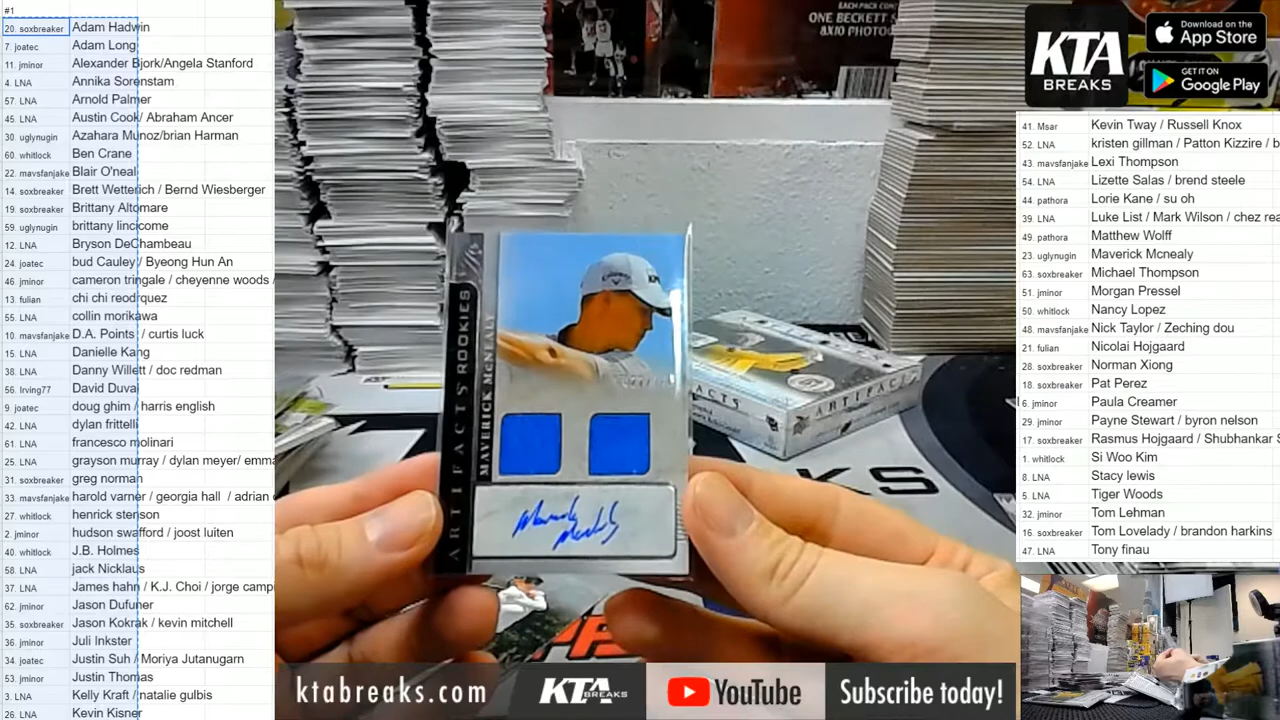 #1
20. soxbreaker Adam Hadwin
7. joatec Adam Long
11. jminor Alexander Bjork/Angela Stanford
4. LNA Annika Sorenstam
57. LNA Arnold Palmer
45. LNA Austin Cook/ Abraham Ancer
30. uglynugin Azahara Munoz/brian Harman
60. whitlock Ben Crane
22. mavsfanjake Blair O'neal
14. soxbreaker Brett Wetterich / Bernd Wiesberger
19. soxbreaker Brittany Altomare
59. uglynugin brittany lincicome
12. LNA Bryson DeChambeau
24. joatec bud Cauley / Byeong Hun An
46. jminor cameron tringale / cheyenne woods /
13. fulian chi chi reodrquez
55. LNA collin morikawa
10. mavsfanjake D.A. Points / curtis luck
15. LNA Danielle Kang
38. LNA Danny Willett / doc redman
56. Irving77 David Duval
9. joatec doug ghim / harris english
42. LNA dylan frittelli
61. LNA francesco molinari
25. LNA grayson murray / dylan meyer/ emma
31. soxbreaker greg norman
33. mavsfanjake harold varner / georgia hall / adrian
27. whitlock henrick stenson
2. jminor hudson swafford / joost luiten
40. whitlock J.B. Holmes
58. LNA jack Nicklaus
37. LNA James hahn / K.J. Choi / jorge campi
62. jminor Jason Dufuner
35. soxbreaker Jason Kokrak / kevin mitchell
36. jminor Juli Inkster
34. joatec Justin Suh / Moriya Jutanugarn
53. jminor Justin Thomas
3. LNA Kelly Kraft / natalie gulbis
26. LNA Kevin Kisner
EACH PACK CON
ONE BECKETT
8X10 PHOTO
ARTIFACTS ROOKIES
MAVERICK MCNEALY
Callaway
ARTIFACTS
KTA
BREAKS
Download on the
App Store
GET IT ON
Google Play
41. Msar Kevin Tway / Russell Knox
52. LNA kristen gillman / Patton Kizzire / b
43. mavsfanjake Lexi Thompson
54. LNA Lizette Salas / brend steele
44. pathora Lorie Kane / su oh
39. LNA Luke List / Mark Wilson / chez re
49. pathora Matthew Wolff
23. uglynugin Maverick Mcnealy
63. soxbreaker Michael Thompson
51. jminor Morgan Pressel
50. whitlock Nancy Lopez
48. mavsfanjake Nick Taylor / Zeching dou
21. fulian Nicolai Hojgaard
28. soxbreaker Norman Xiong
18. soxbreaker Pat Perez
6. jminor Paula Creamer
29. jminor Payne Stewart / byron nelson
17. soxbreaker Rasmus Hojgaard / Shubhankar S
1. whitlock Si Woo Kim
8. LNA Stacy lewis
5. LNA Tiger Woods
32. jminor Tom Lehman
16. soxbreaker Tom Lovelady / brandon harkins
47. LNA Tony finau
ktabreaks.com
KTA BREAKS
YouTube
Subscribe today!